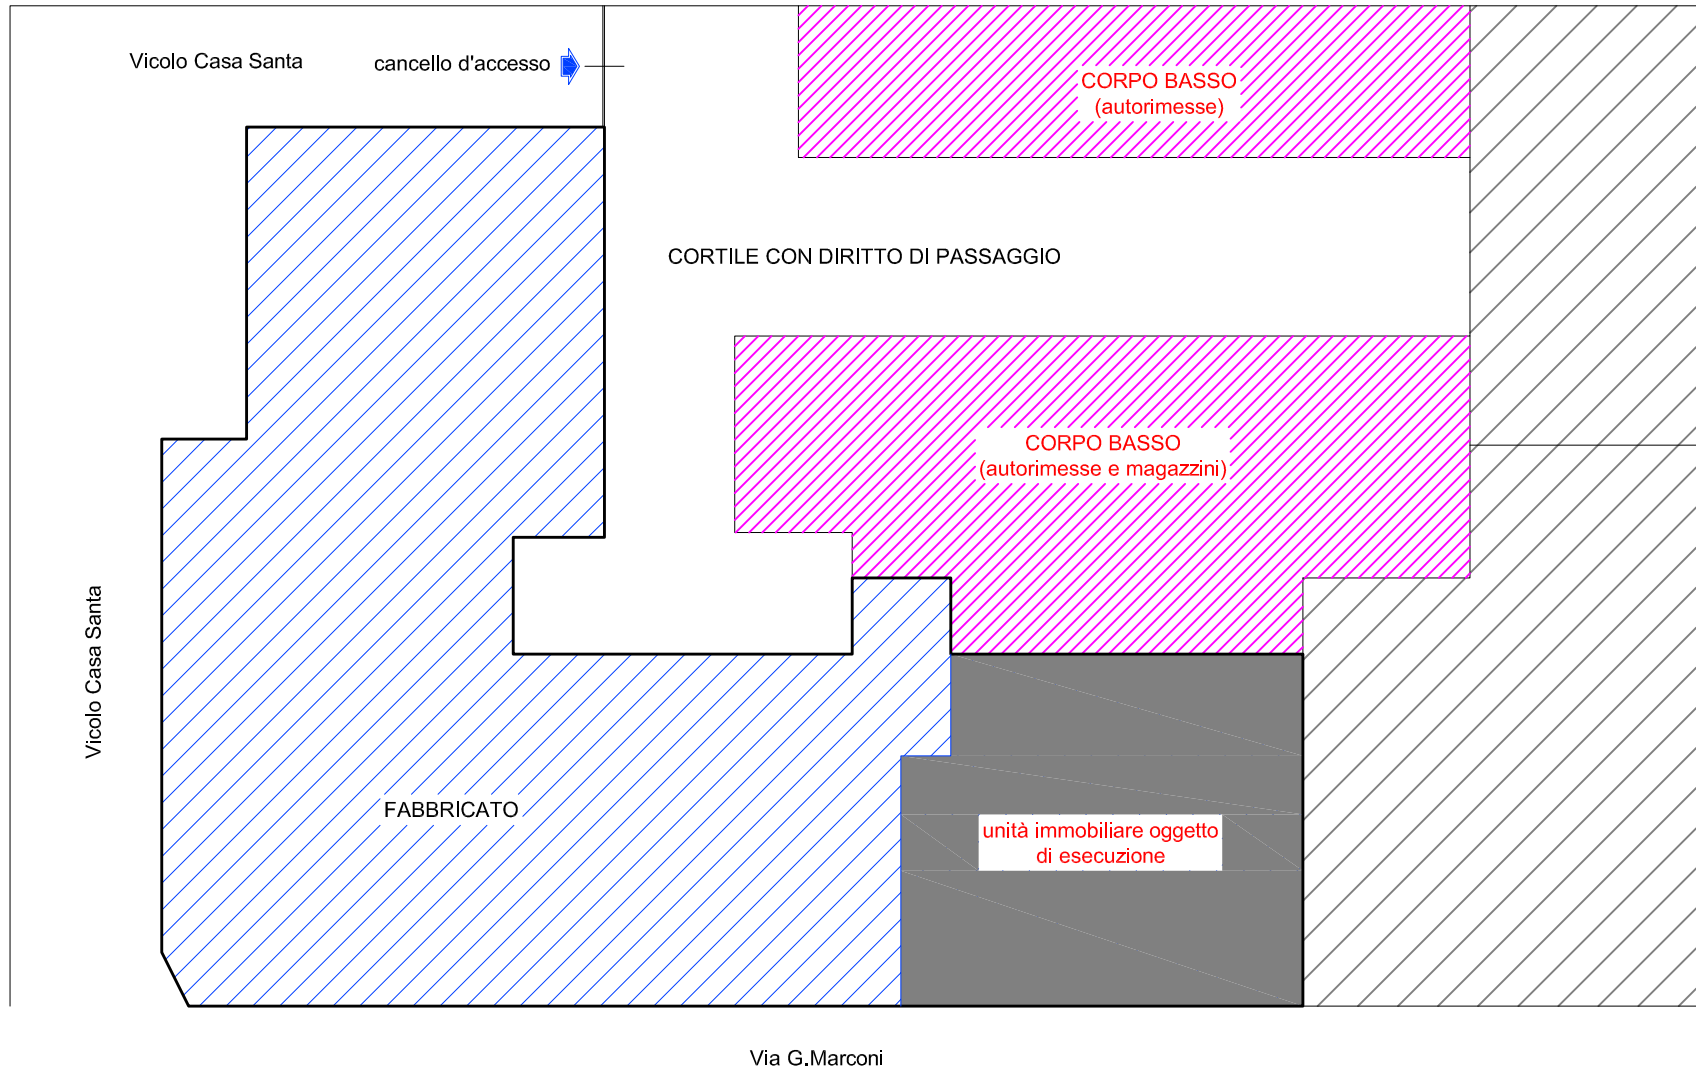 Vicolo Casa Santa
cancello d'accesso
CORPO BASSO
(autorimesse)
CORTILE CON DIRITTO DI PASSAGGIO
CORPO BASSO
(autorimesse e magazzini)
Vicolo Casa Santa
FABBRICATO
unità immobiliare oggetto
di esecuzione
Via G.Marconi